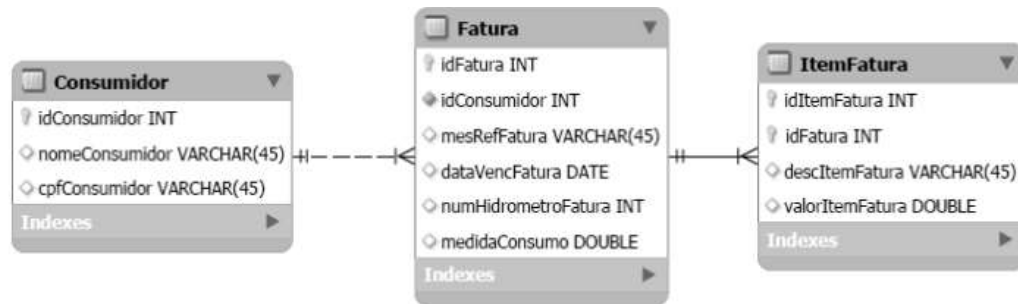 Consumidor
idConsumidor INT
nomeConsumidor VARCHAR(45)
cpfConsumidor VARCHAR(45)
Indexes
Fatura
idFatura INT
idConsumidor INT
mesRefFatura VARCHAR(45)
dataVencFatura DATE
numHidrometroFatura INT
medidaConsumo DOUBLE
Indexes
ItemFatura
idItemFatura INT
idFatura INT
descItemFatura VARCHAR(45)
valorItemFatura DOUBLE
Indexes